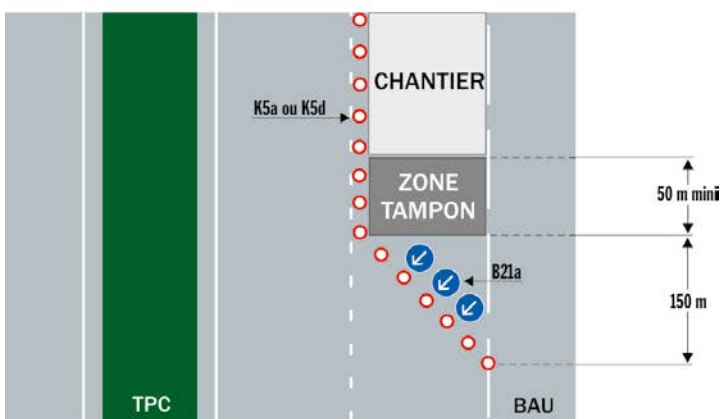 CHANTIER
K5a ou K5d
ZONE
TAMPON
50 m mini
B21a
150 m
TPC
BAU